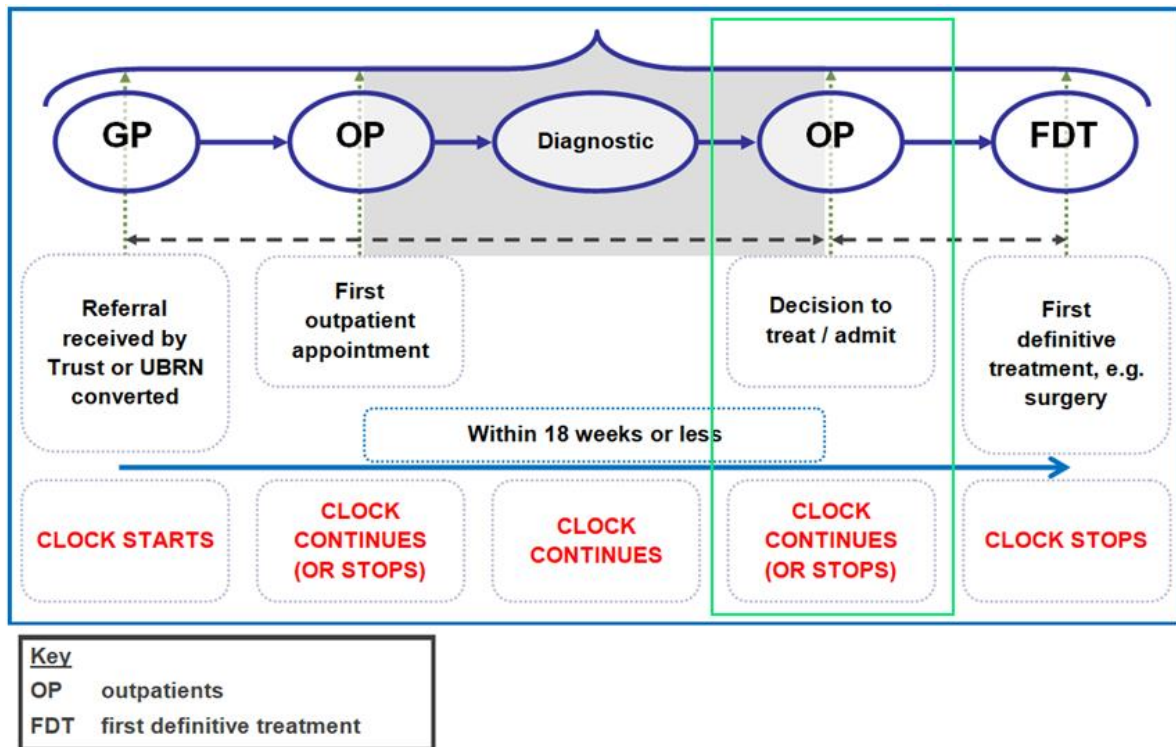 GP
OP
Diagnostic
OP
FDT
Referral
received by
Trust or UBRN
converted
First
outpatient
appointment
Decision to
treat / admit
First
definitive
treatment, e.g.
surgery
Within 18 weeks or less
CLOCK STARTS
CLOCK
CONTINUES
(OR STOPS)
CLOCK
CONTINUES
CLOCK
CONTINUES
(OR STOPS)
CLOCK STOPS
Key
OP outpatients
FDT first definitive treatment